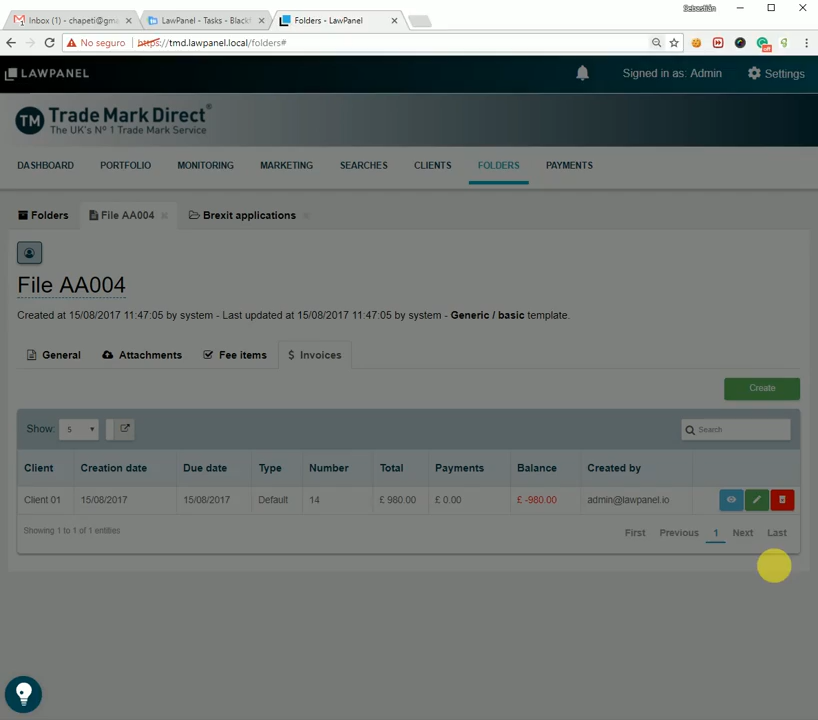 Sebastián
Inbox (1) - chapeti@gma
LawPanel - Tasks - Black
Folders - LawPanel
No seguro
https://tmd.lawpanel.local/folders#
off
LAWPANEL
Signed in as: Admin
Settings
TM Trade Mark Direct®
The UK's Nº 1 Trade Mark Service
DASHBOARD PORTFOLIO MONITORING MARKETING SEARCHES CLIENTS FOLDERS PAYMENTS
Folders File AA004 Brexit applications
File AA004
Created at 15/08/2017 11:47:05 by system - Last updated at 15/08/2017 11:47:05 by system - Generic / basic template.
General Attachments Fee items $ Invoices
Create
Show: 5 Search
Client Creation date Due date Type Number Total Payments Balance Created by
Client 01 15/08/2017 15/08/2017 Default 14 £ 980.00 £ 0.00 £ -980.00 admin@lawpanel.io
Showing 1 to 1 of 1 entities
First Previous 1 Next Last